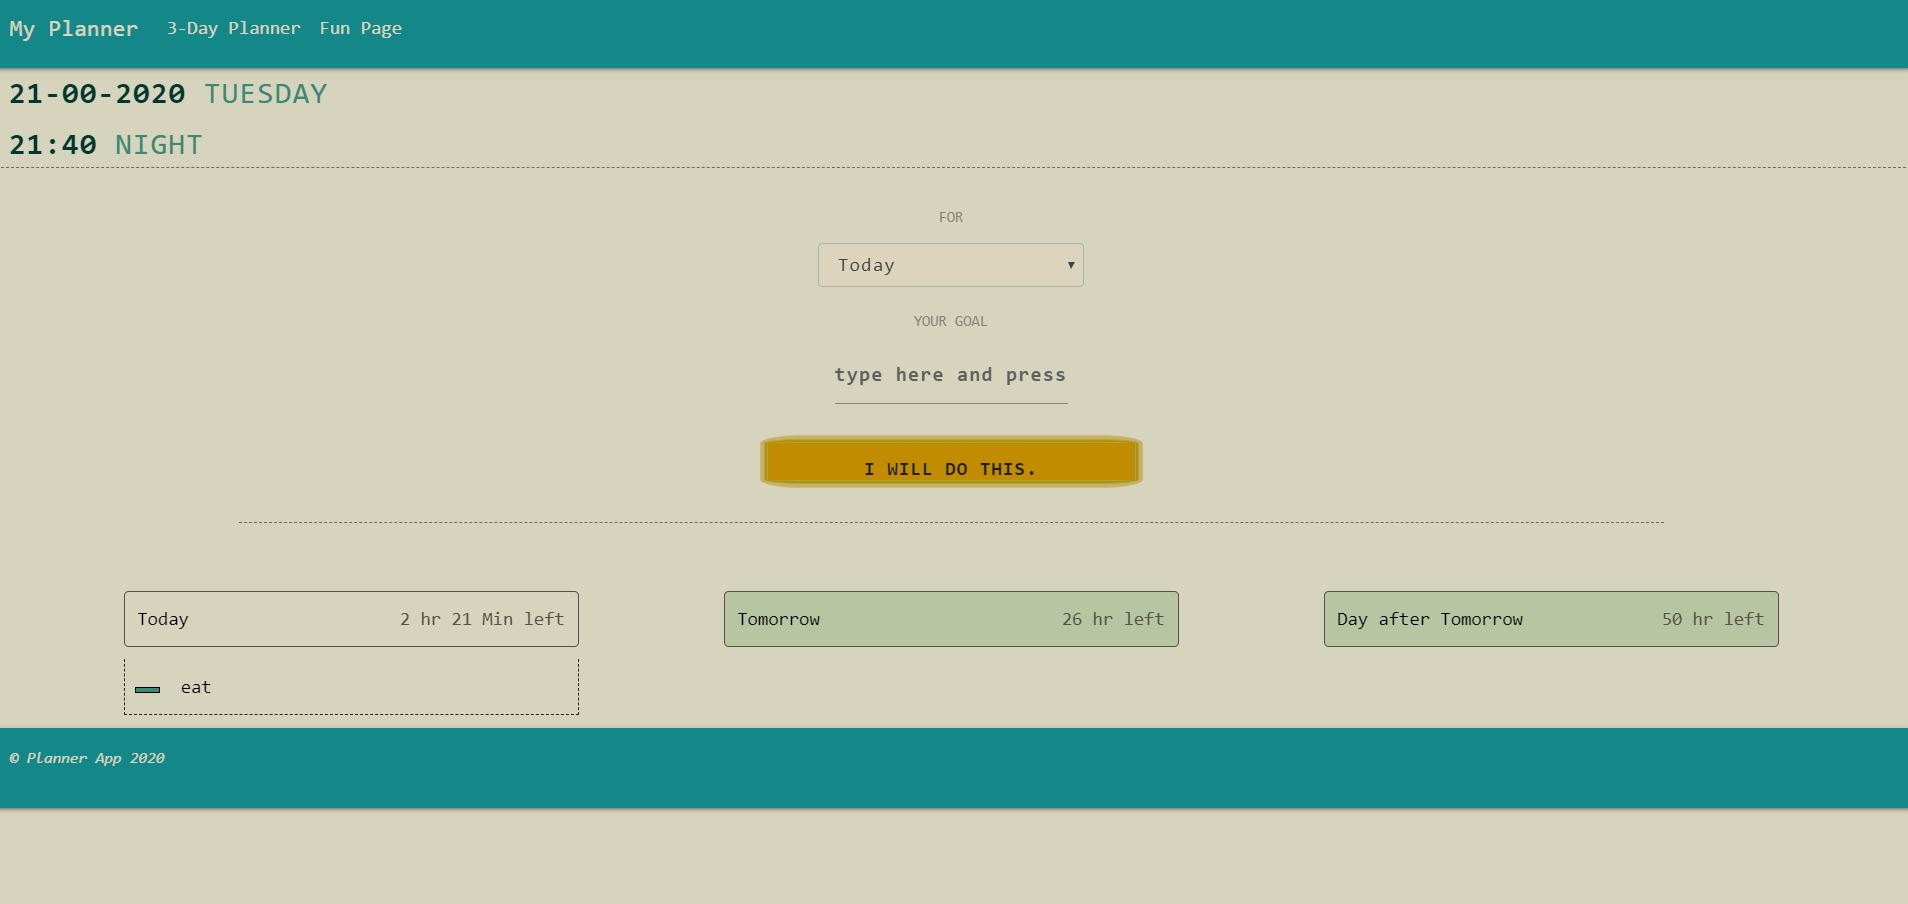 My Planner 3-Day Planner Fun Page
21-00-2020 TUESDAY
21:40 NIGHT
FOR
Today
YOUR GOAL
type here and press
I WILL DO THIS.
Today 2 hr 21 Min left
Tomorrow 26 hr left
Day after Tomorrow 50 hr left
eat
© Planner App 2020